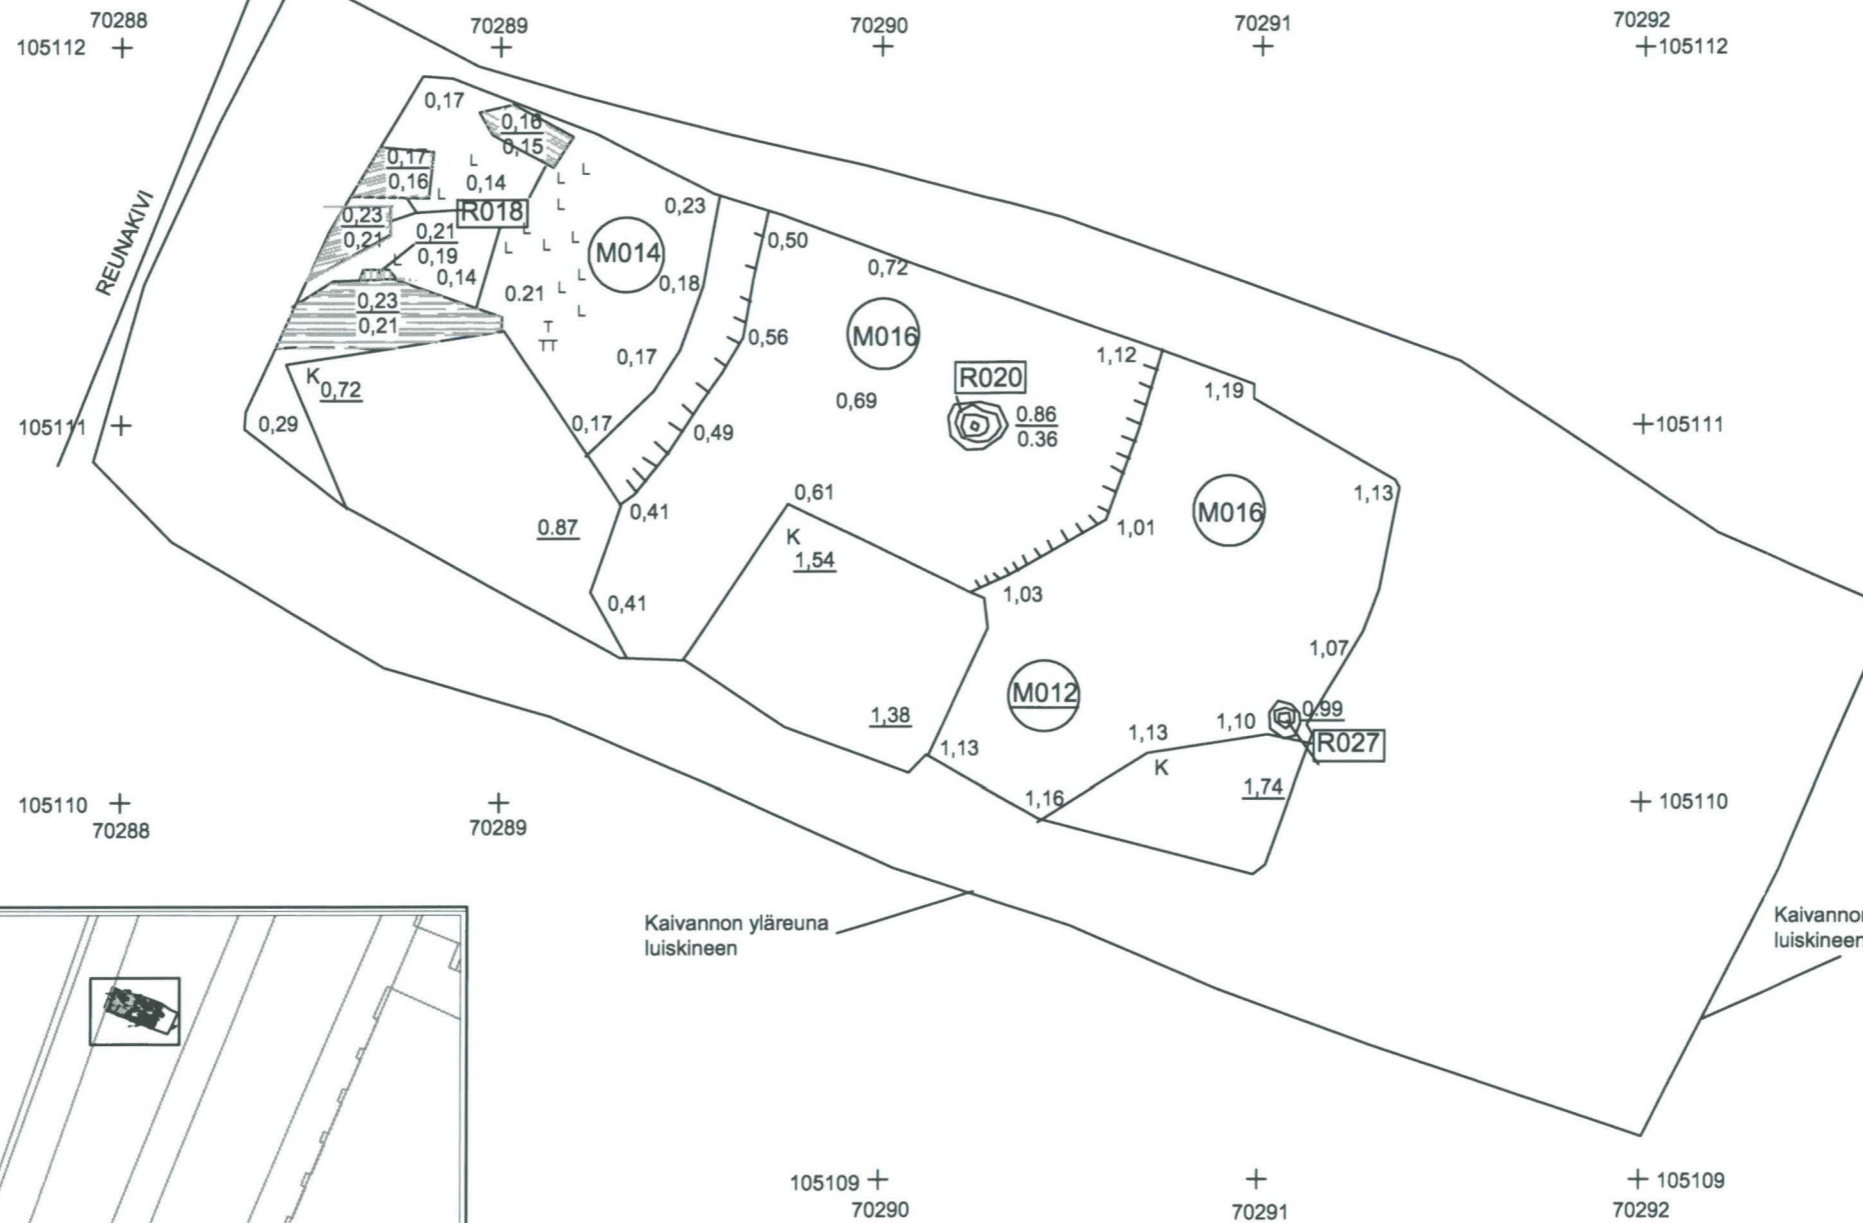 70288
70289
70290
70291
70292
105112
105112
0,17
0,16
0,15
0,17
0,16
L
L
L
0,14
L
R018
0,23
0,21
0,21
0,19
0,14
L
L
L
L
L
L
L
L
L
L
0,23
0,21
0.21
T
TT
M014
0,23
0,18
0,17
0,17
REUNAKIVI
0,50
0,72
0,56
M016
0,69
0,49
R020
0.86
0.36
1,12
1,19
105111
0,29
K
0,72
105111
0,41
0,61
1,01
M016
1,13
0.87
K
1,54
0,41
1,03
1,07
M012
1,38
1,13
1,13
1,10
0.99
R027
K
1,16
1,74
105110
70288
70289
105110
Kaivannon yläreuna
luiskineen
Kaivannon
luiskineen
105109
70290
70291
105109
70292